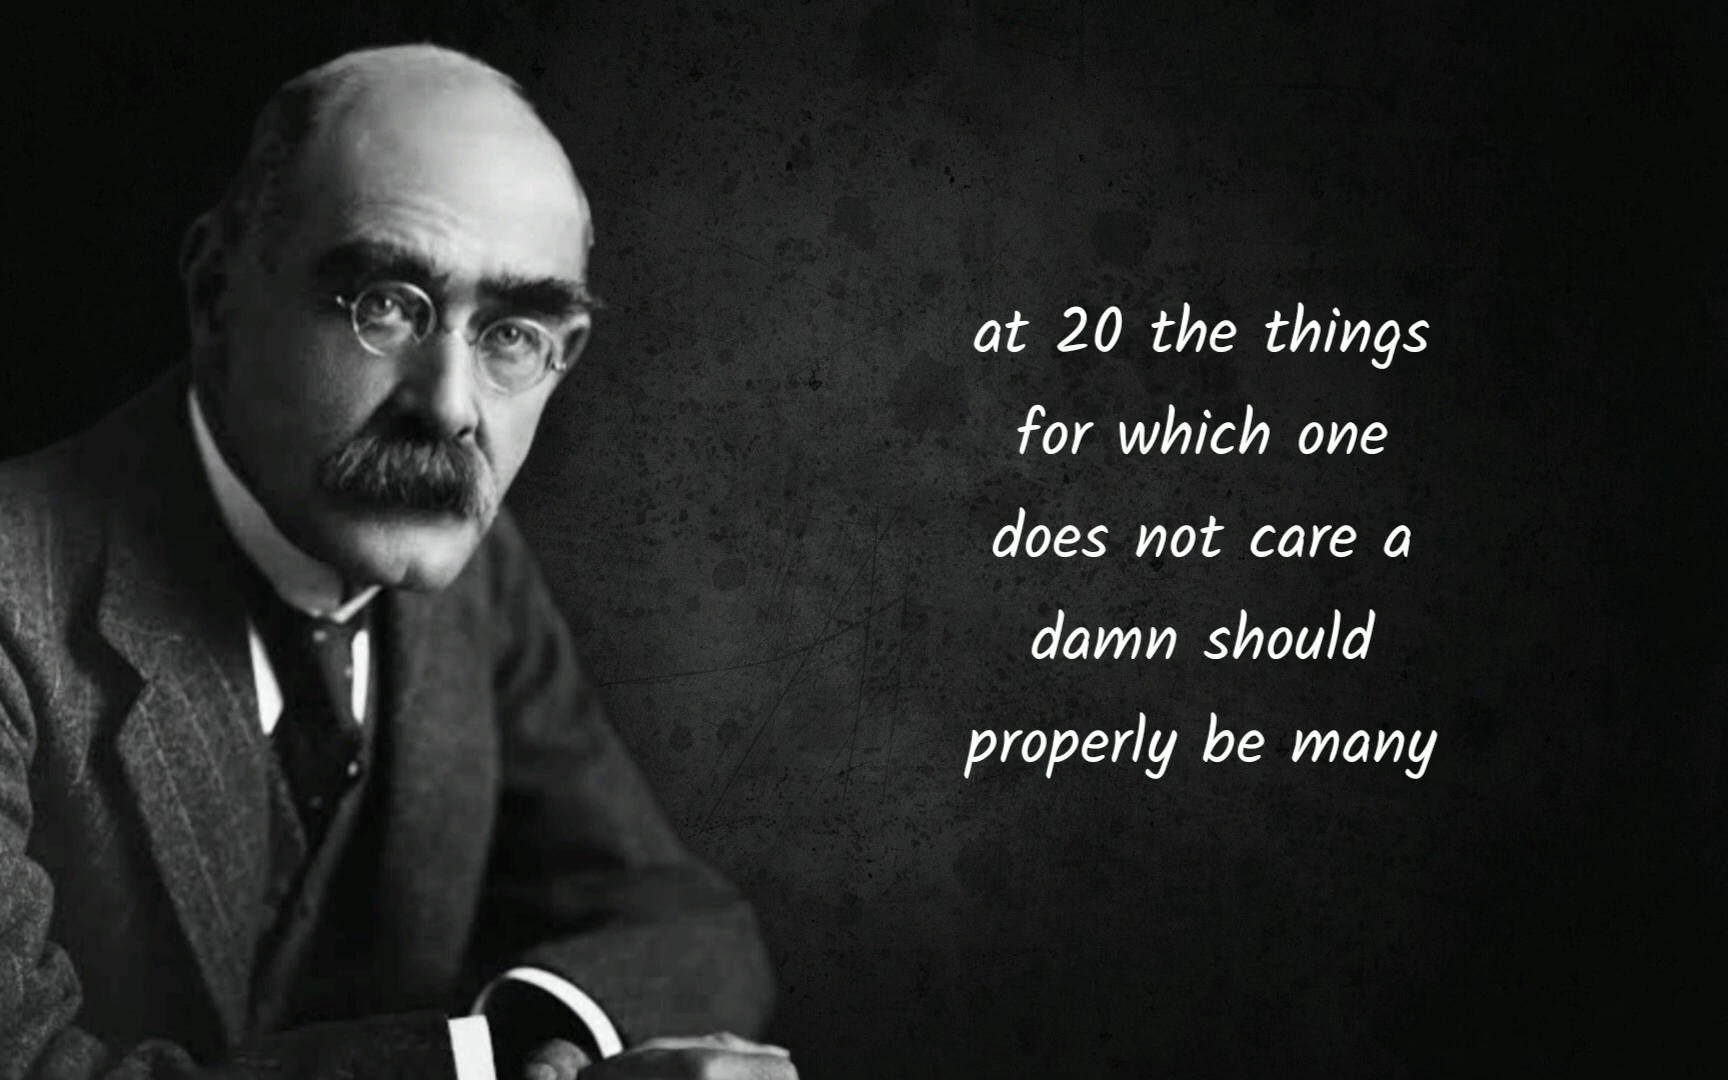 at 20 the things
for which one
does not care a
damn should
properly be many